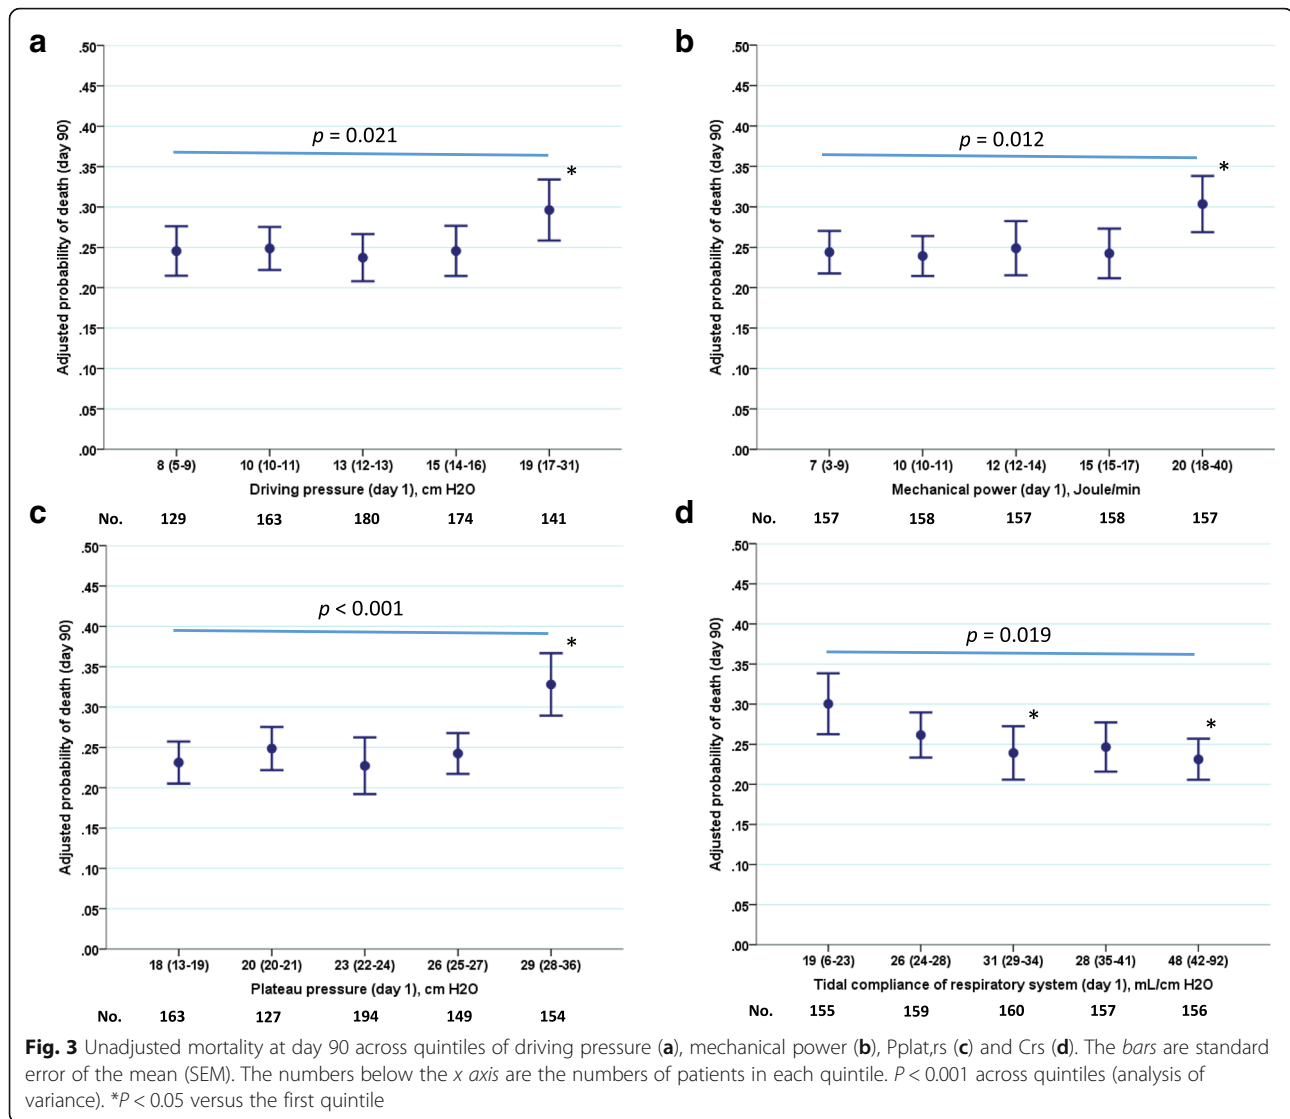 a
.50
.45
.40
.35
.30
.25
.20
.15
.10
.05
.00
Adjusted probability of death (day 90)
p = 0.021
*
8 (5-9) 10 (10-11) 13 (12-13) 15 (14-16) 19 (17-31)
Driving pressure (day 1), cm H2O
No. 129 163 180 174 141
b
.50
.45
.40
.35
.30
.25
.20
.15
.10
.05
.00
Adjusted probability of death (day 90)
p = 0.012
*
7 (3-9) 10 (10-11) 12 (12-14) 15 (15-17) 20 (18-40)
Mechanical power (day 1), Joule/min
No. 157 158 157 158 157
c
.50
.45
.40
.35
.30
.25
.20
.15
.10
.05
.00
Adjusted probability of death (day 90)
p < 0.001
*
18 (13-19) 20 (20-21) 23 (22-24) 26 (25-27) 29 (28-36)
Plateau pressure (day 1), cm H2O
No. 163 127 194 149 154
d
.50
.45
.40
.35
.30
.25
.20
.15
.10
.05
.00
Adjusted probability of death (day 90)
p = 0.019
*
*
19 (6-23) 26 (24-28) 31 (29-34) 28 (35-41) 48 (42-92)
Tidal compliance of respiratory system (day 1), mL/cm H2O
No. 155 159 160 157 156
Fig. 3 Unadjusted mortality at day 90 across quintiles of driving pressure (a), mechanical power (b), Pplat,rs (c) and Crs (d). The bars are standard
error of the mean (SEM). The numbers below the x axis are the numbers of patients in each quintile. P < 0.001 across quintiles (analysis of
variance). *P < 0.05 versus the first quintile